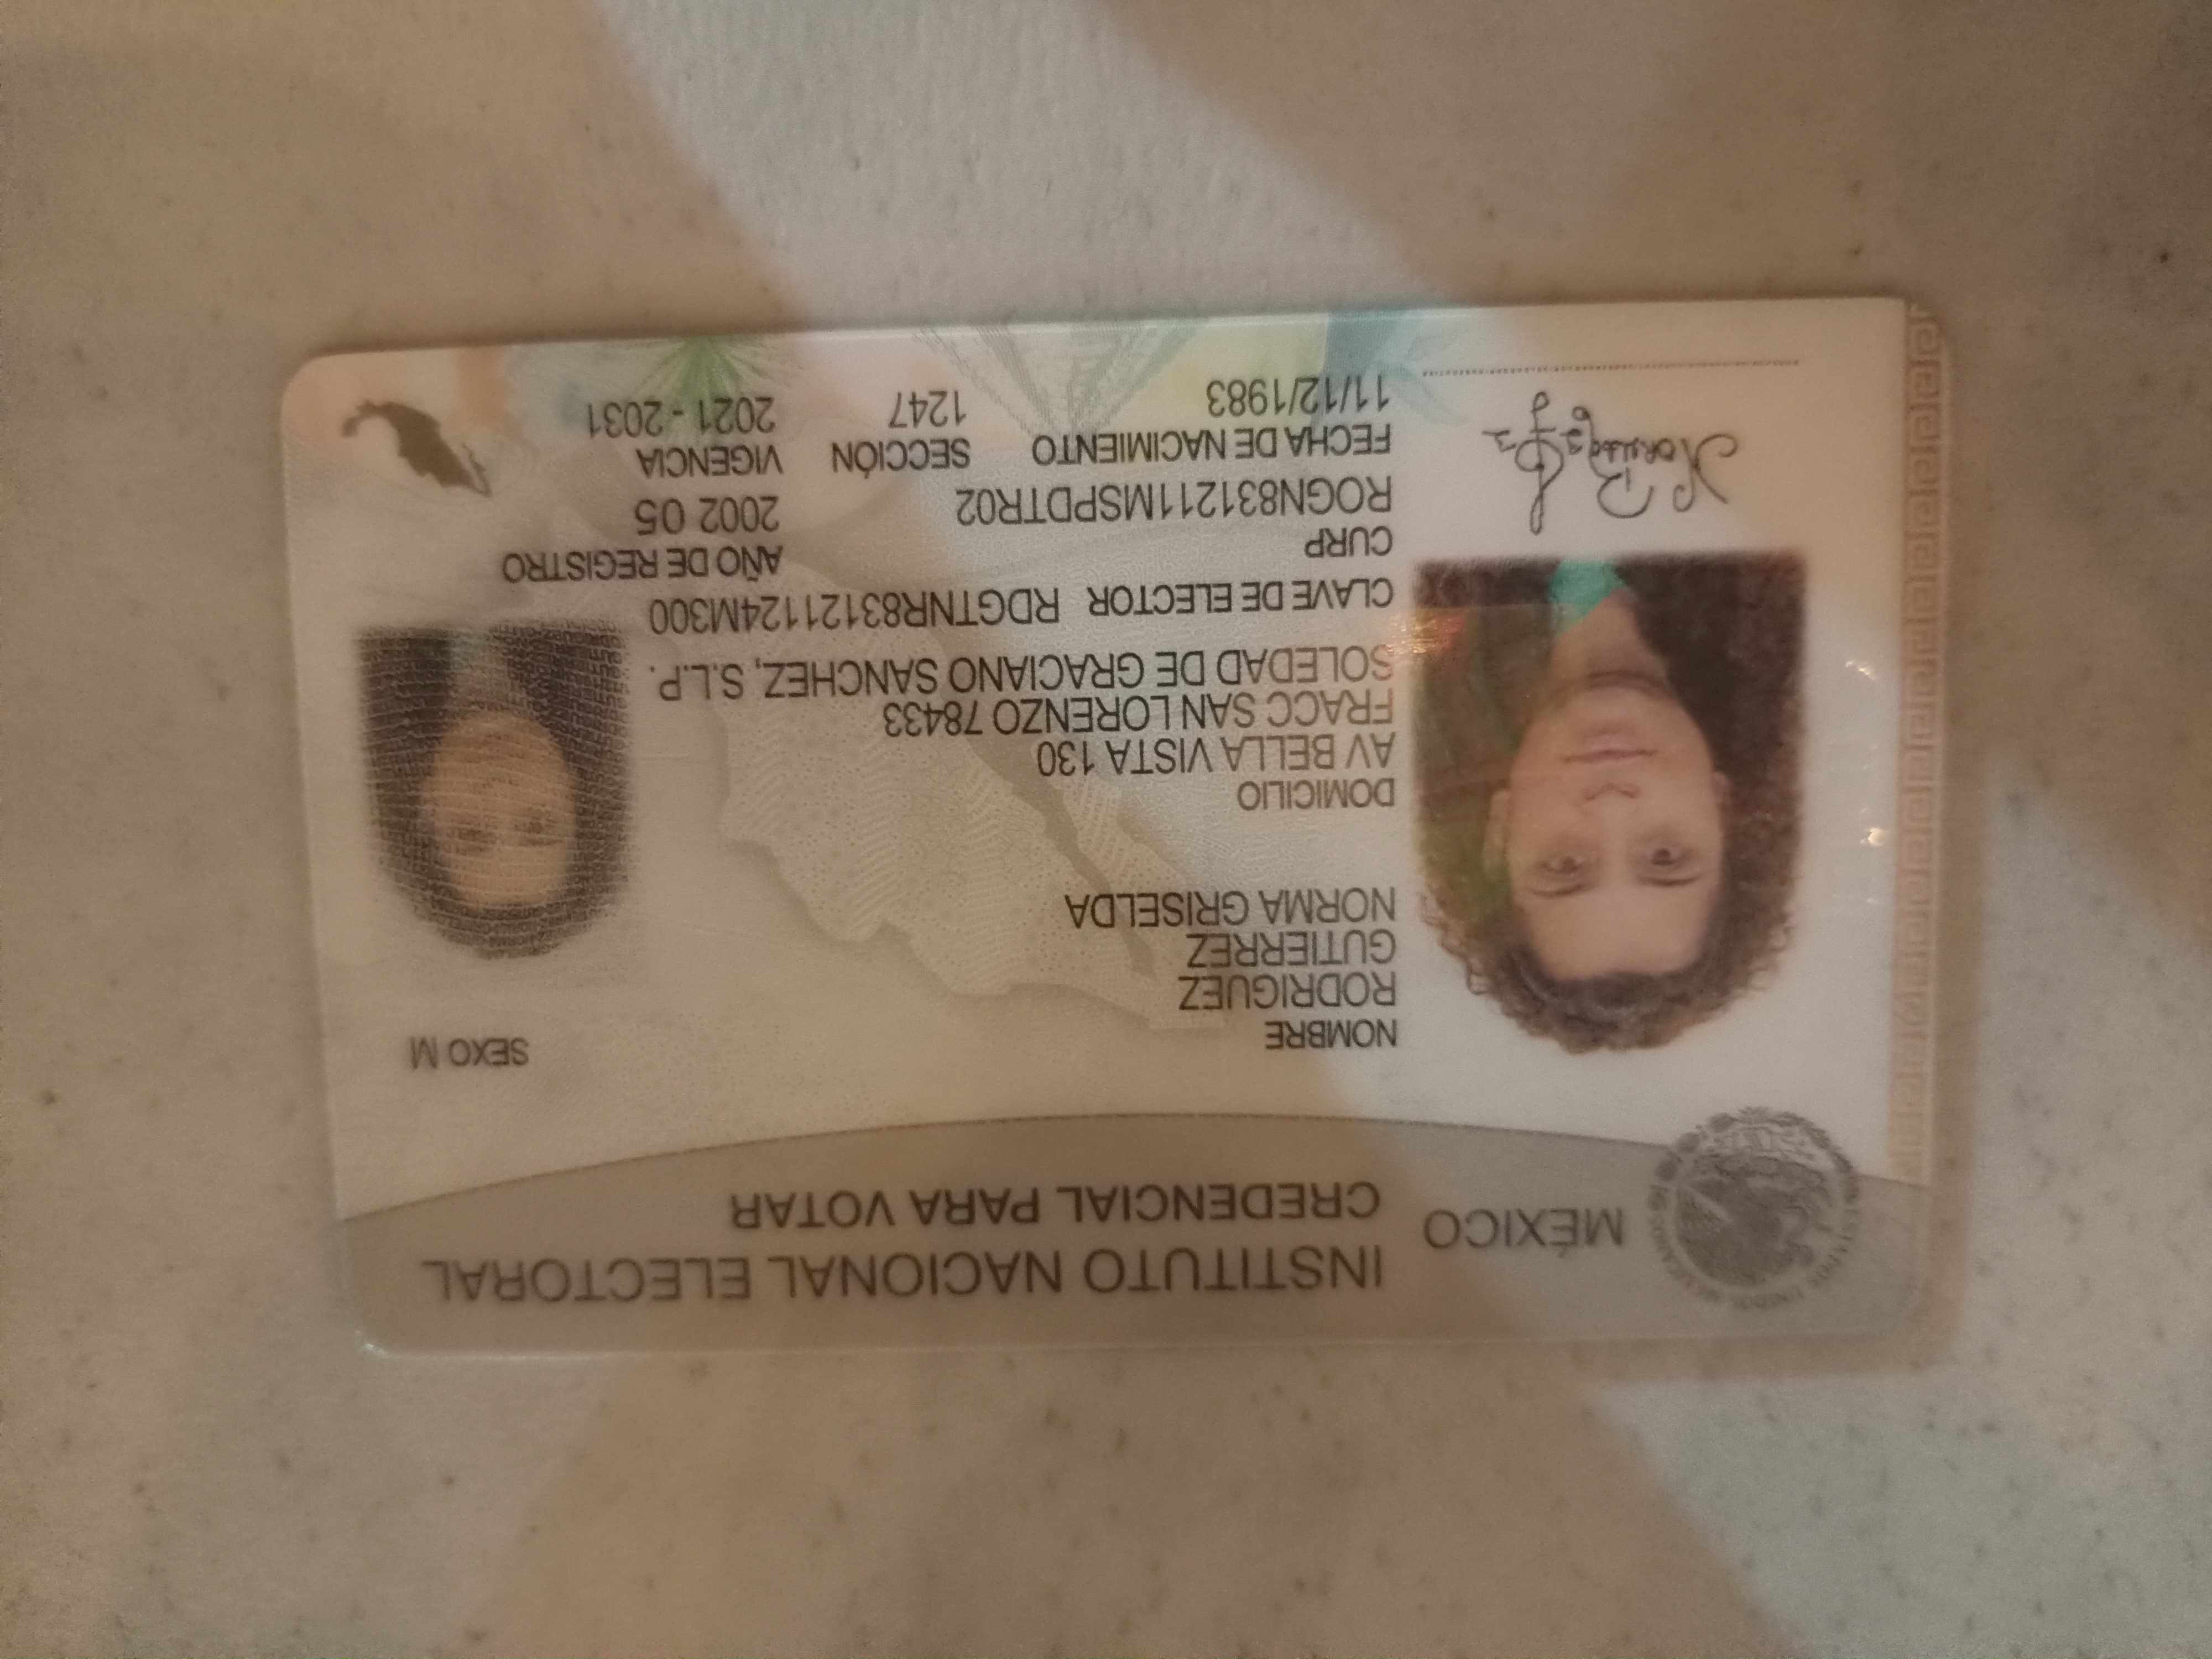 MÉXICO
INSTITUTO NACIONAL ELECTORAL
CREDENCIAL PARA VOTAR
NOMBRE
RODRIGUEZ
GUTIERREZ
NORMA GRISELDA
SEXO M
DOMICILIO
AV BELLA VISTA 130
FRACC SAN LORENZO 78433
SOLEDAD DE GRACIANO SANCHEZ, S.L.P.
CLAVE DE ELECTOR RDGTNR83121124M300
CURP
ROGN831211MSPDTR02
AÑO DE REGISTRO
2002 05
FECHA DE NACIMIENTO
11/12/1983
SECCIÓN
1247
VIGENCIA
2021 - 2031